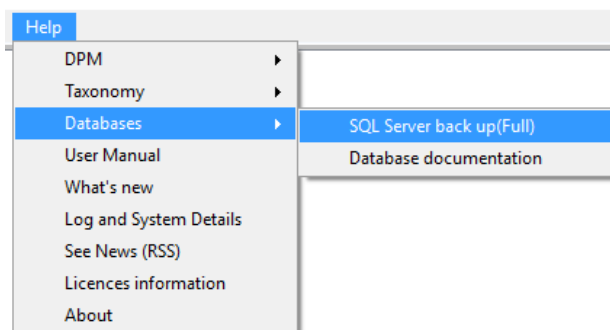 Help
DPM
Taxonomy
Databases
SQL Server back up(Full)
User Manual
Database documentation
What's new
Log and System Details
See News (RSS)
Licences information
About